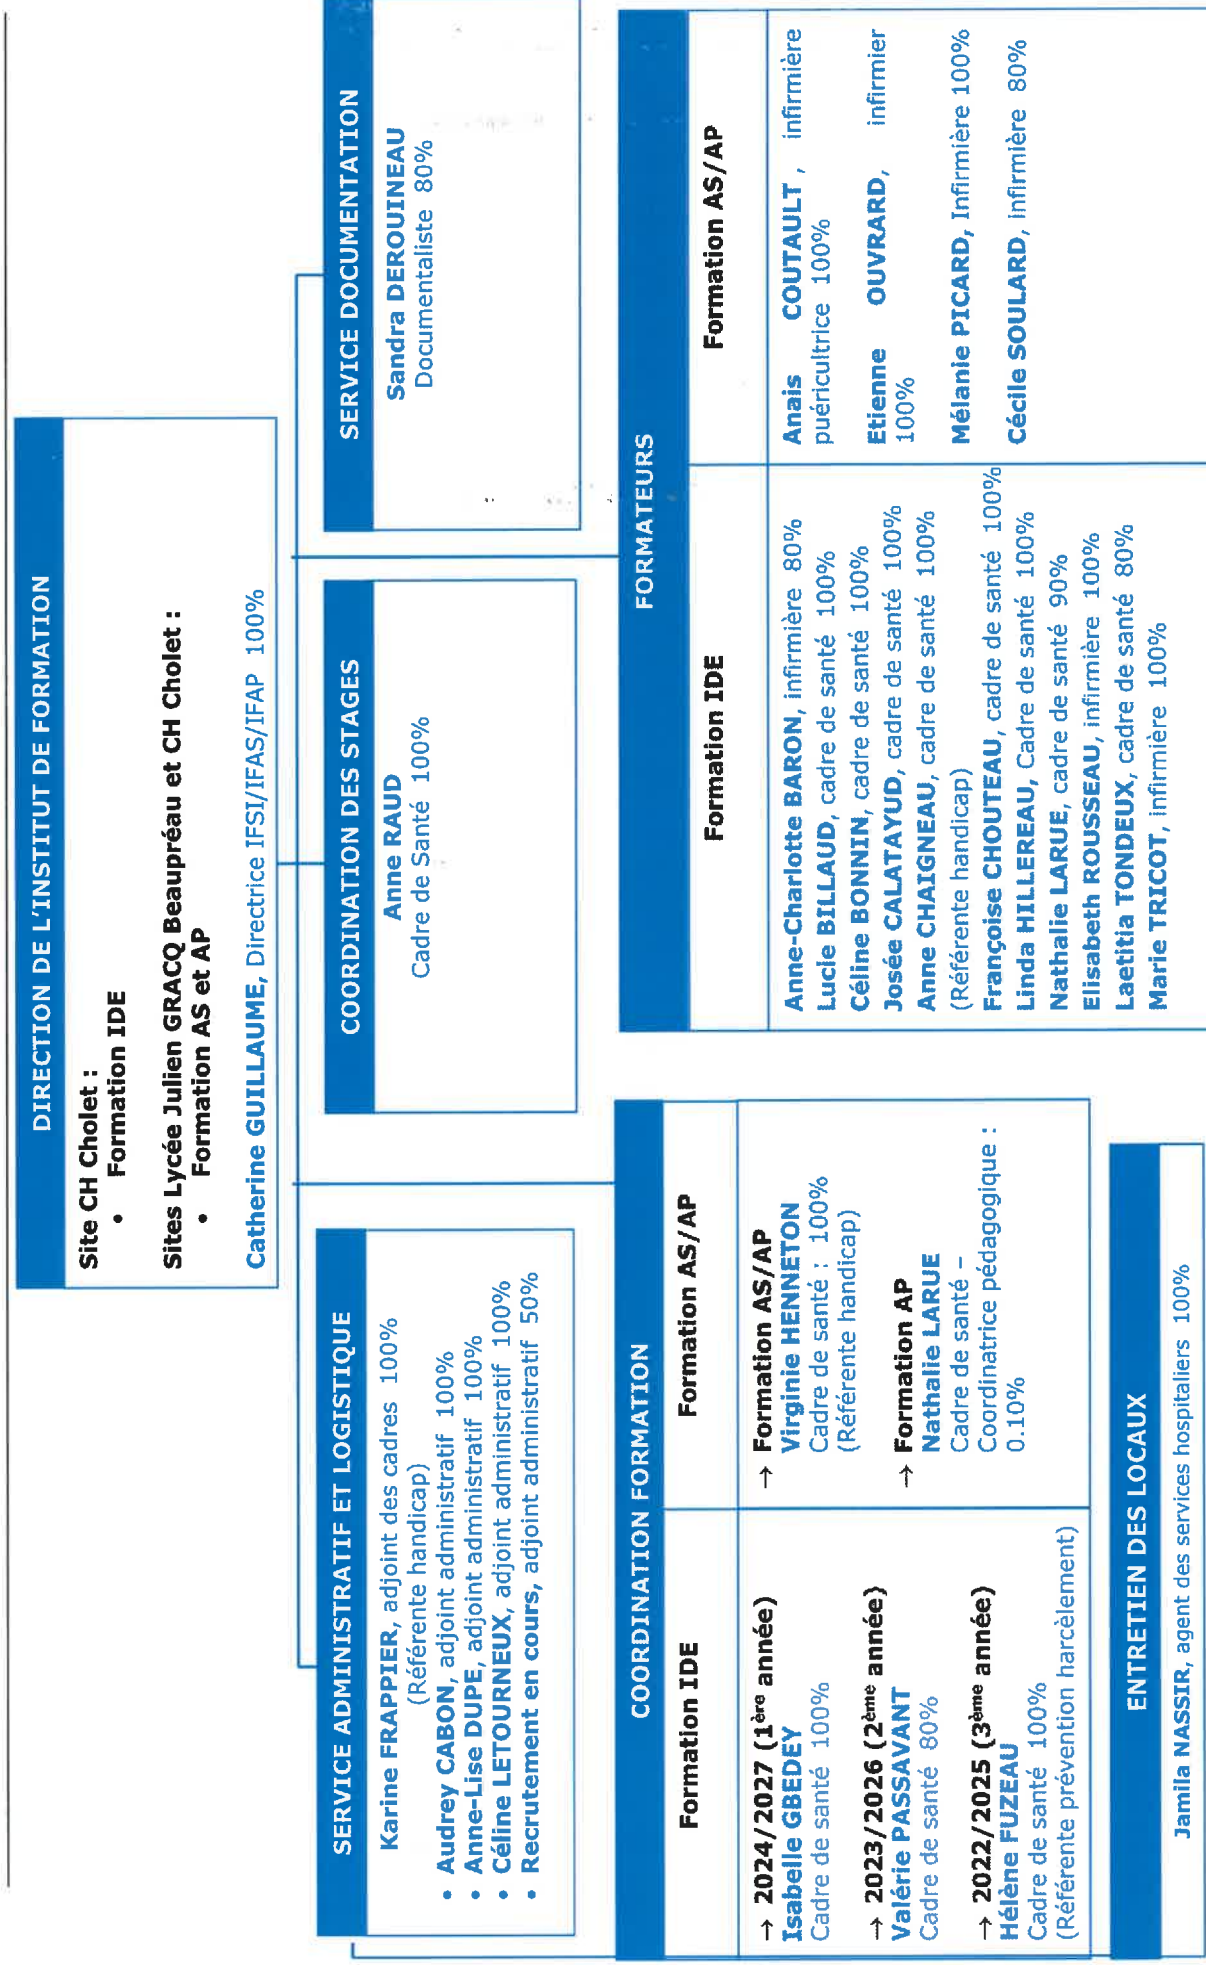 DIRECTION DE L'INSTITUT DE FORMATION
Site CH Cholet :
• Formation IDE
Sites Lycée Julien GRACQ Beaupréau et CH Cholet :
• Formation AS et AP
Catherine GUILLAUME, Directrice IFSI/IFAS/IFAP 100%
SERVICE ADMINISTRATIF ET LOGISTIQUE
Karine FRAPPIER, adjoint des cadres 100%
(Référente handicap)
• Audrey CABON, adjoint administratif 100%
• Anne-Lise DUPE, adjoint administratif 100%
• Céline LETOURNEUX, adjoint administratif 100%
• Recrutement en cours, adjoint administratif 50%
COORDINATION DES STAGES
Anne RAUD
Cadre de Santé 100%
SERVICE DOCUMENTATION
Sandra DEROUINEAU
Documentaliste 80%
COORDINATION FORMATION
Formation IDE
→ 2024/2027 (1ère année)
Isabelle GBEDEY
Cadre de santé 100%
→ 2023/2026 (2ème année}
Valérie PASSAVANT
Cadre de santé 80%
→ 2022/2025 (3ème année)
Hélène FUZEAU
Cadre de santé 100%
(Référente prévention harcèlement)
Formation AS/AP
→ Formation AS/AP
Virginie HENNETON
Cadre de santé : 100%
(Référente handicap)
→ Formation AP
Nathalie LARUE
Cadre de santé –
Coordinatrice pédagogique :
0.10%
FORMATEURS
Formation IDE
Anne-Charlotte BARON, infirmière 80%
Lucie BILLAUD, cadre de santé 100%
Céline BONNIN, cadre de santé 100%
Josée CALATAYUD, cadre de santé 100%
Anne CHAIGNEAU, cadre de santé 100%
(Référente handicap)
Françoise CHOUTEAU, cadre de santé 100%
Linda HILLEREAU, Cadre de santé 100%
Nathalie LARUE, cadre de santé 90%
Elisabeth ROUSSEAU, infirmière 100%
Laetitia TONDEUX, cadre de santé 80%
Marie TRICOT, infirmière 100%
Formation AS/AP
Anais COUTAULT , infirmière
puéricultrice 100%
Etienne OUVRARD, infirmier
100%
Mélanie PICARD, Infirmière 100%
Cécile SOULARD, infirmière 80%
ENTRETIEN DES LOCAUX
Jamila NASSIR, agent des services hospitaliers 100%